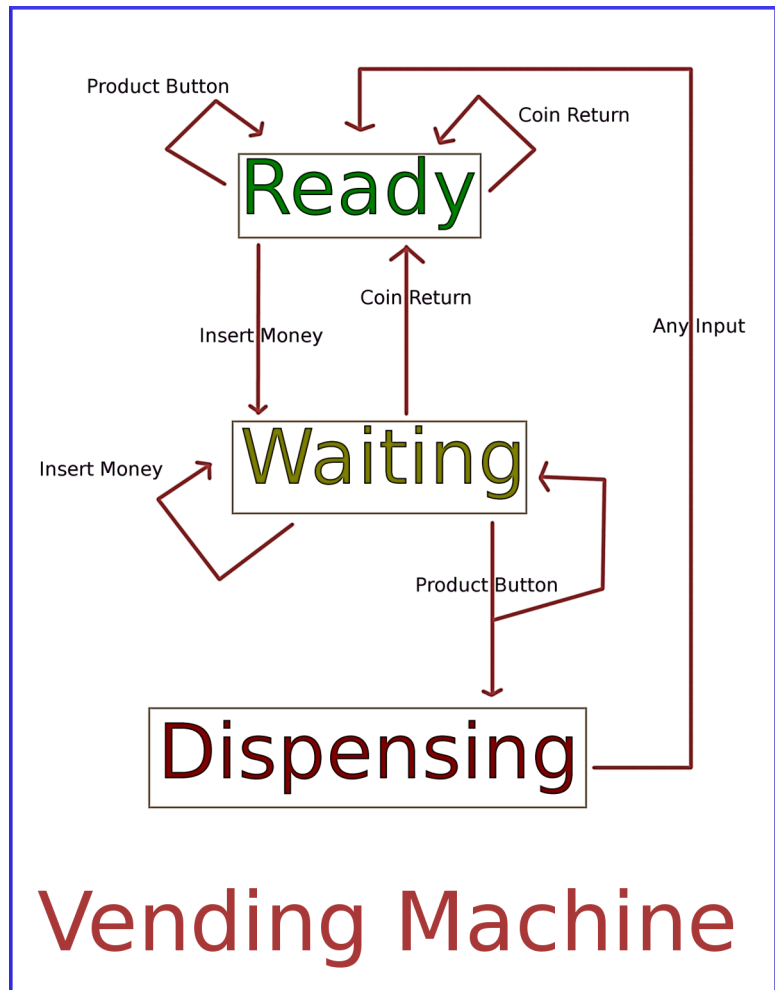 Product Button
Coin Return
Ready
Coin Return
Any Input
Insert Money
Waiting
Insert Money
Product Button
Dispensing
Vending Machine